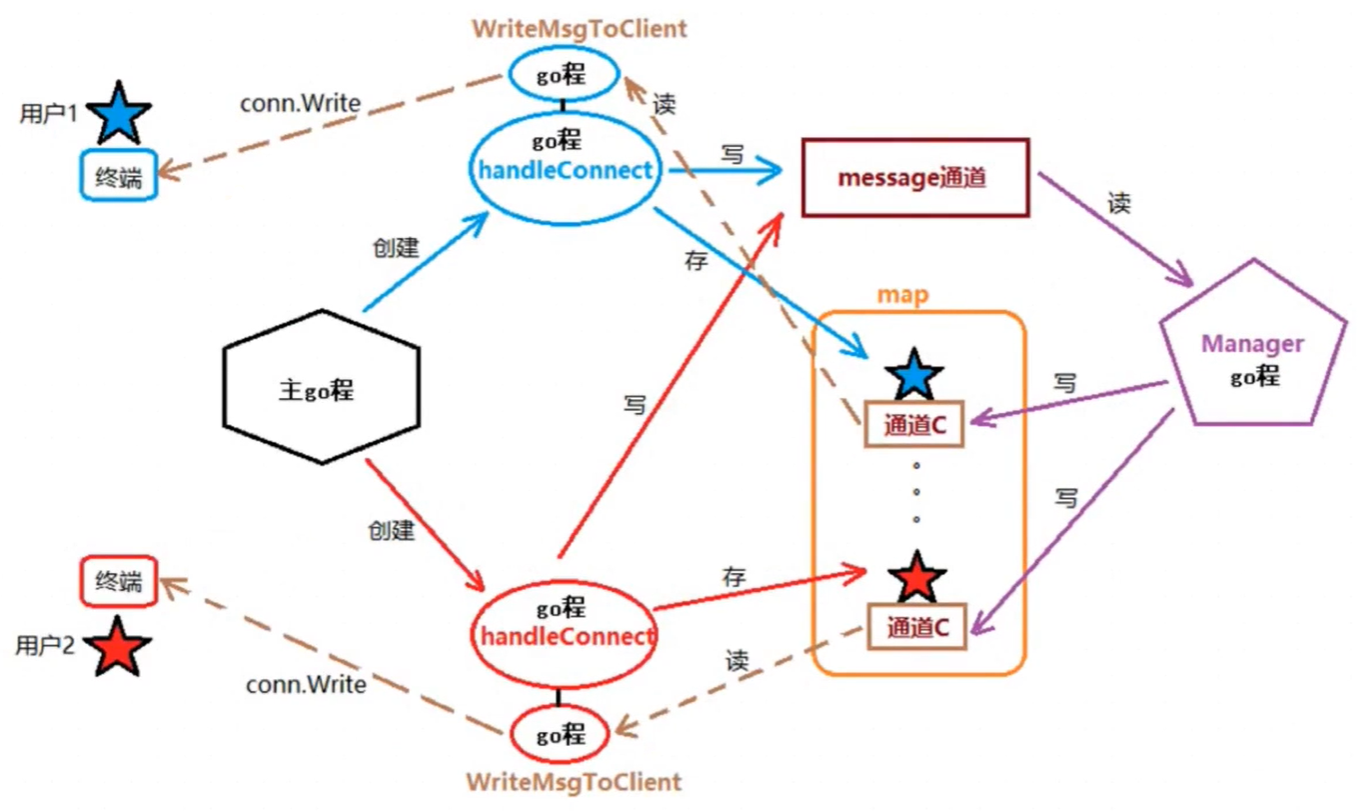 WriteMsgToClient
go程
用户1
conn.Write
读
终端
go程
handleConnect
写
message通道
读
创建
存
map
Manager
go程
主go程
写
写
通道C
写
创建
终端
go程
handleConnect
存
通道C
用户2
读
conn.Write
go程
WriteMsgToClient